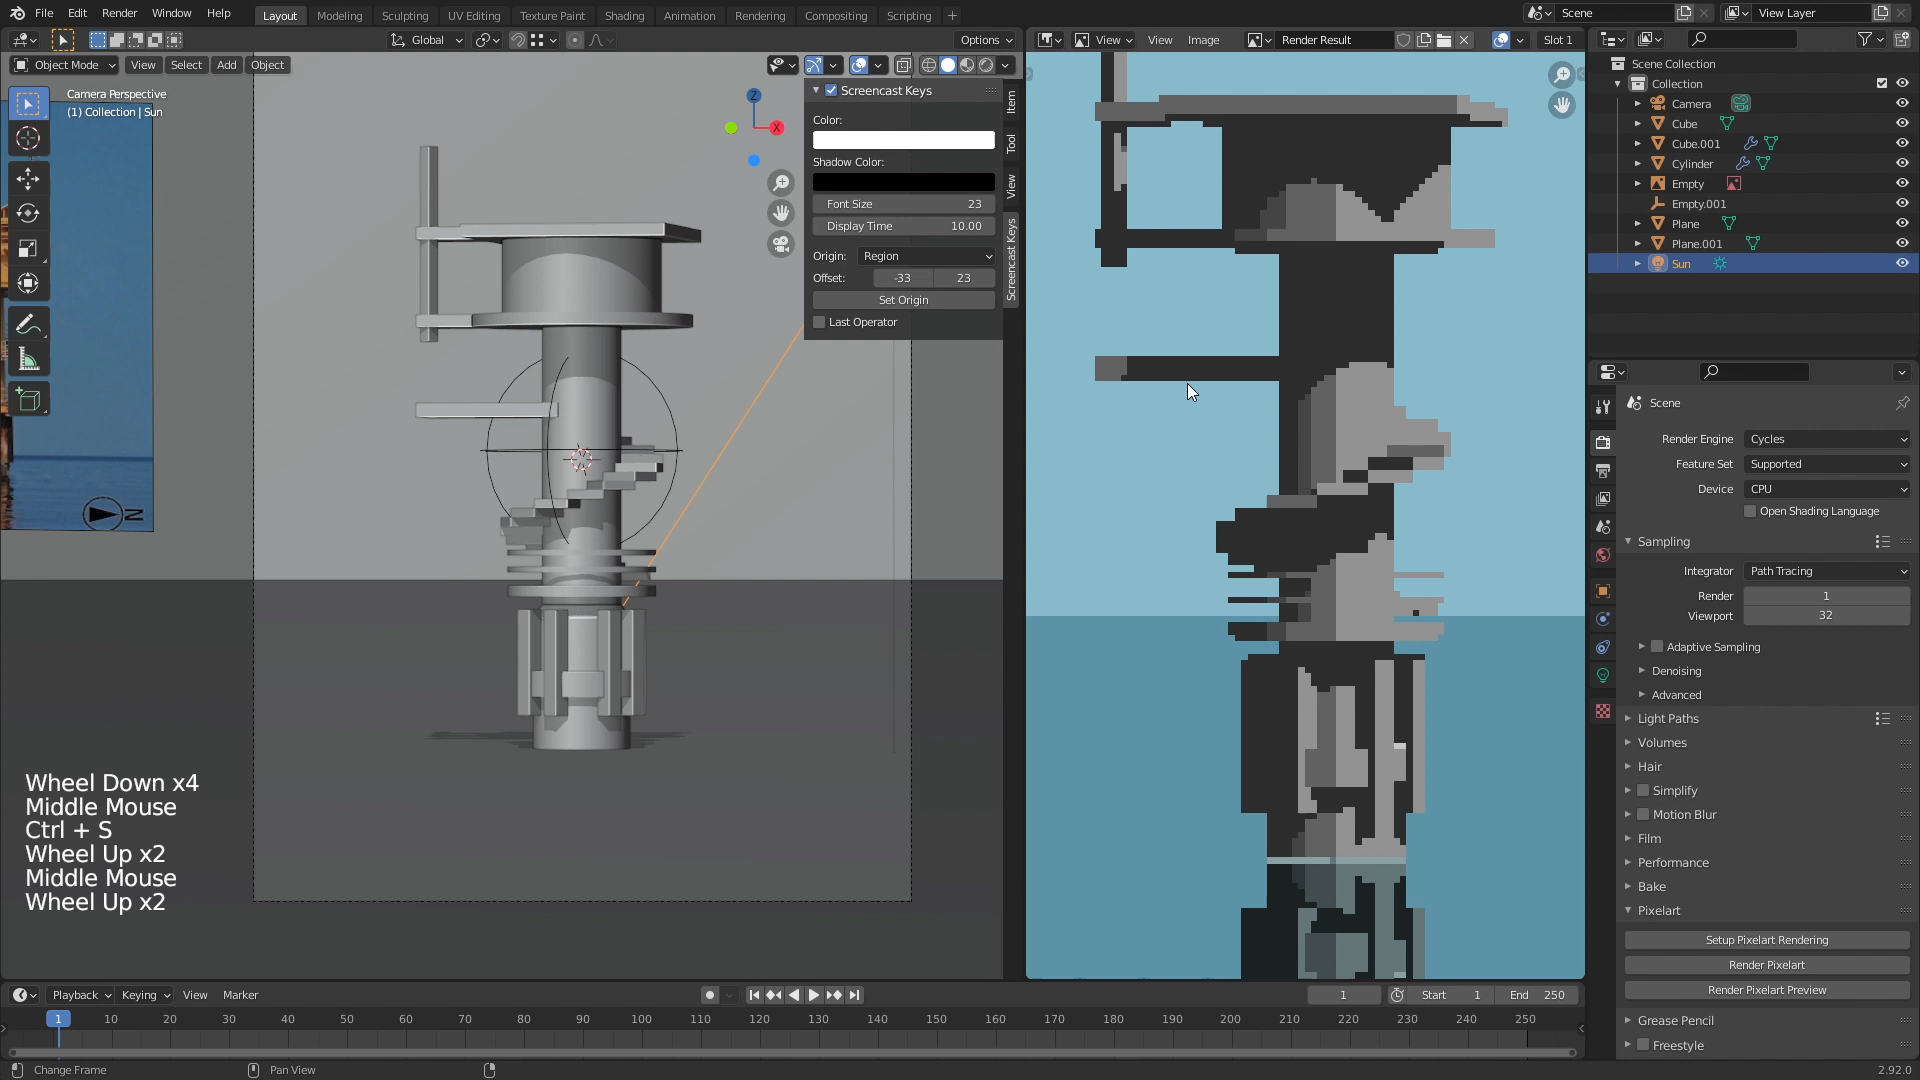 File Edit Render Window Help Layout Modeling Sculpting UV Editing Texture Paint Shading Animation Rendering Compositing Scripting + Scene View Layer
Global Options View View Image Render Result Slot 1
Object Mode View Select Add Object
Camera Perspective
(1) Collection | Sun
Z
X
N
Screencast Keys
Color:
Shadow Color:
Font Size 23
Display Time 10.00
Origin: Region
Offset: -33 23
Set Origin
Last Operator
Item
Tool
View
Screencast Keys
Wheel Down x4
Middle Mouse
Ctrl + S
Wheel Up x2
Middle Mouse
Wheel Up x2
Scene Collection
Collection
Camera
Cube
Cube.001
Cylinder
Empty
Empty.001
Plane
Plane.001
Sun
Scene
Render Engine Cycles
Feature Set Supported
Device CPU
Open Shading Language
Sampling
Integrator Path Tracing
Render 1
Viewport 32
Adaptive Sampling
Denoising
Advanced
Light Paths
Volumes
Hair
Simplify
Motion Blur
Film
Performance
Bake
Pixelart
Setup Pixelart Rendering
Render Pixelart
Render Pixelart Preview
Grease Pencil
Freestyle
Playback Keying View Marker 1 Start 1 End 250
1 10 20 30 40 50 60 70 80 90 100 110 120 130 140 150 160 170 180 190 200 210 220 230 240 250
Change Frame Pan View 2.92.0